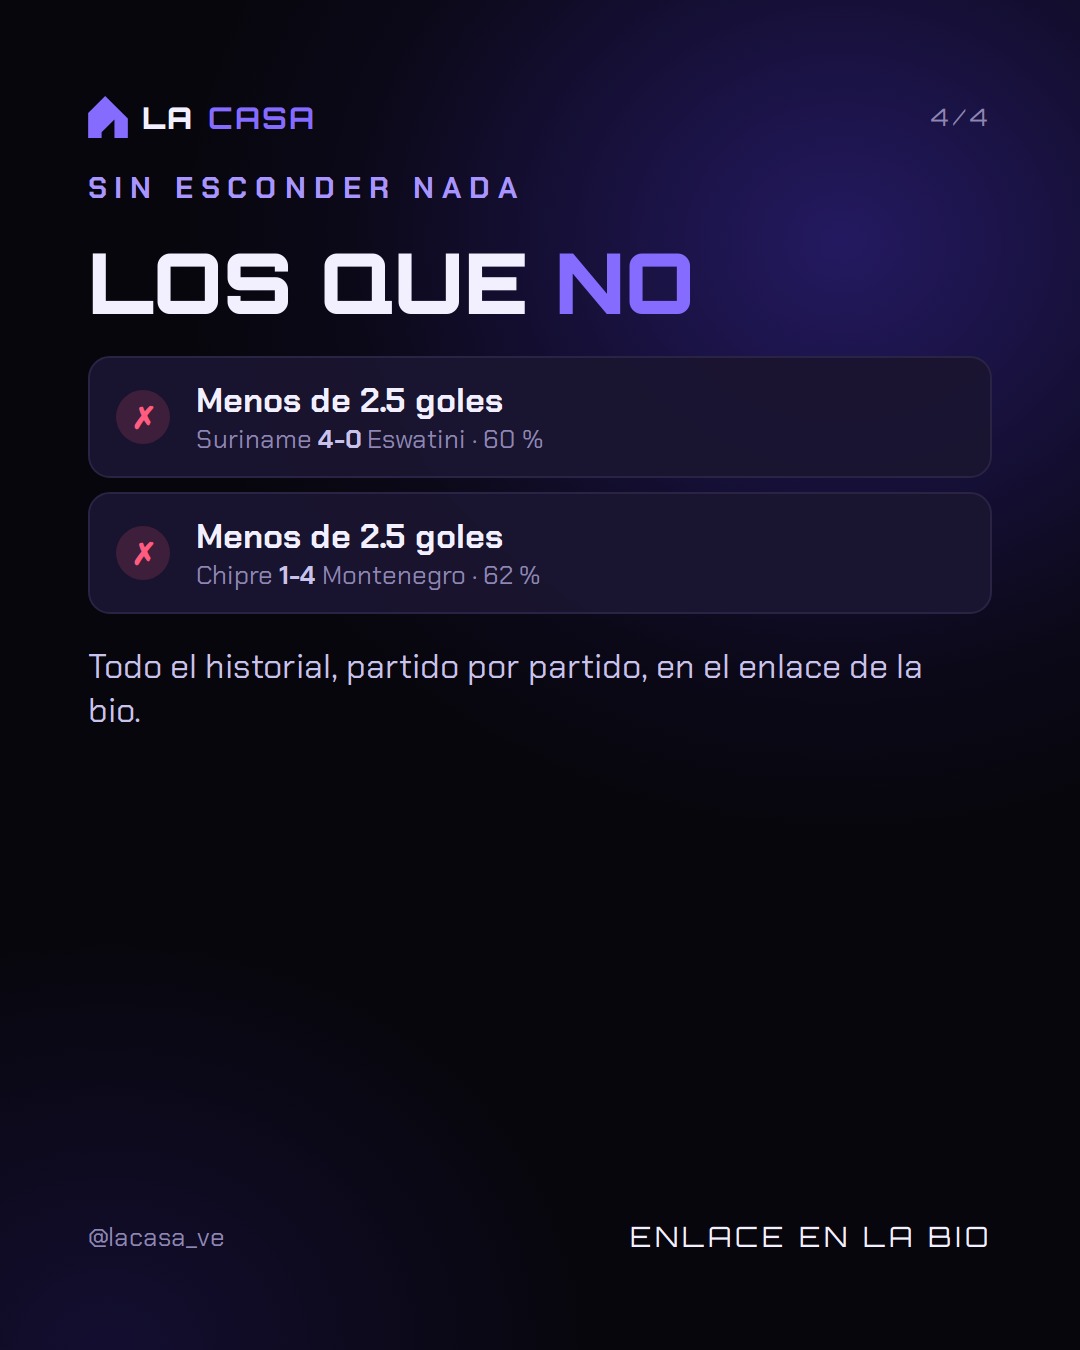 LA CASA
4/4
SIN ESCONDER NADA
LOS QUE NO
✗
Menos de 2.5 goles
Suriname 4-0 Eswatini · 60 %
✗
Menos de 2.5 goles
Chipre 1-4 Montenegro · 62 %
Todo el historial, partido por partido, en el enlace de la
bio.
@lacasa_ve
ENLACE EN LA BIO